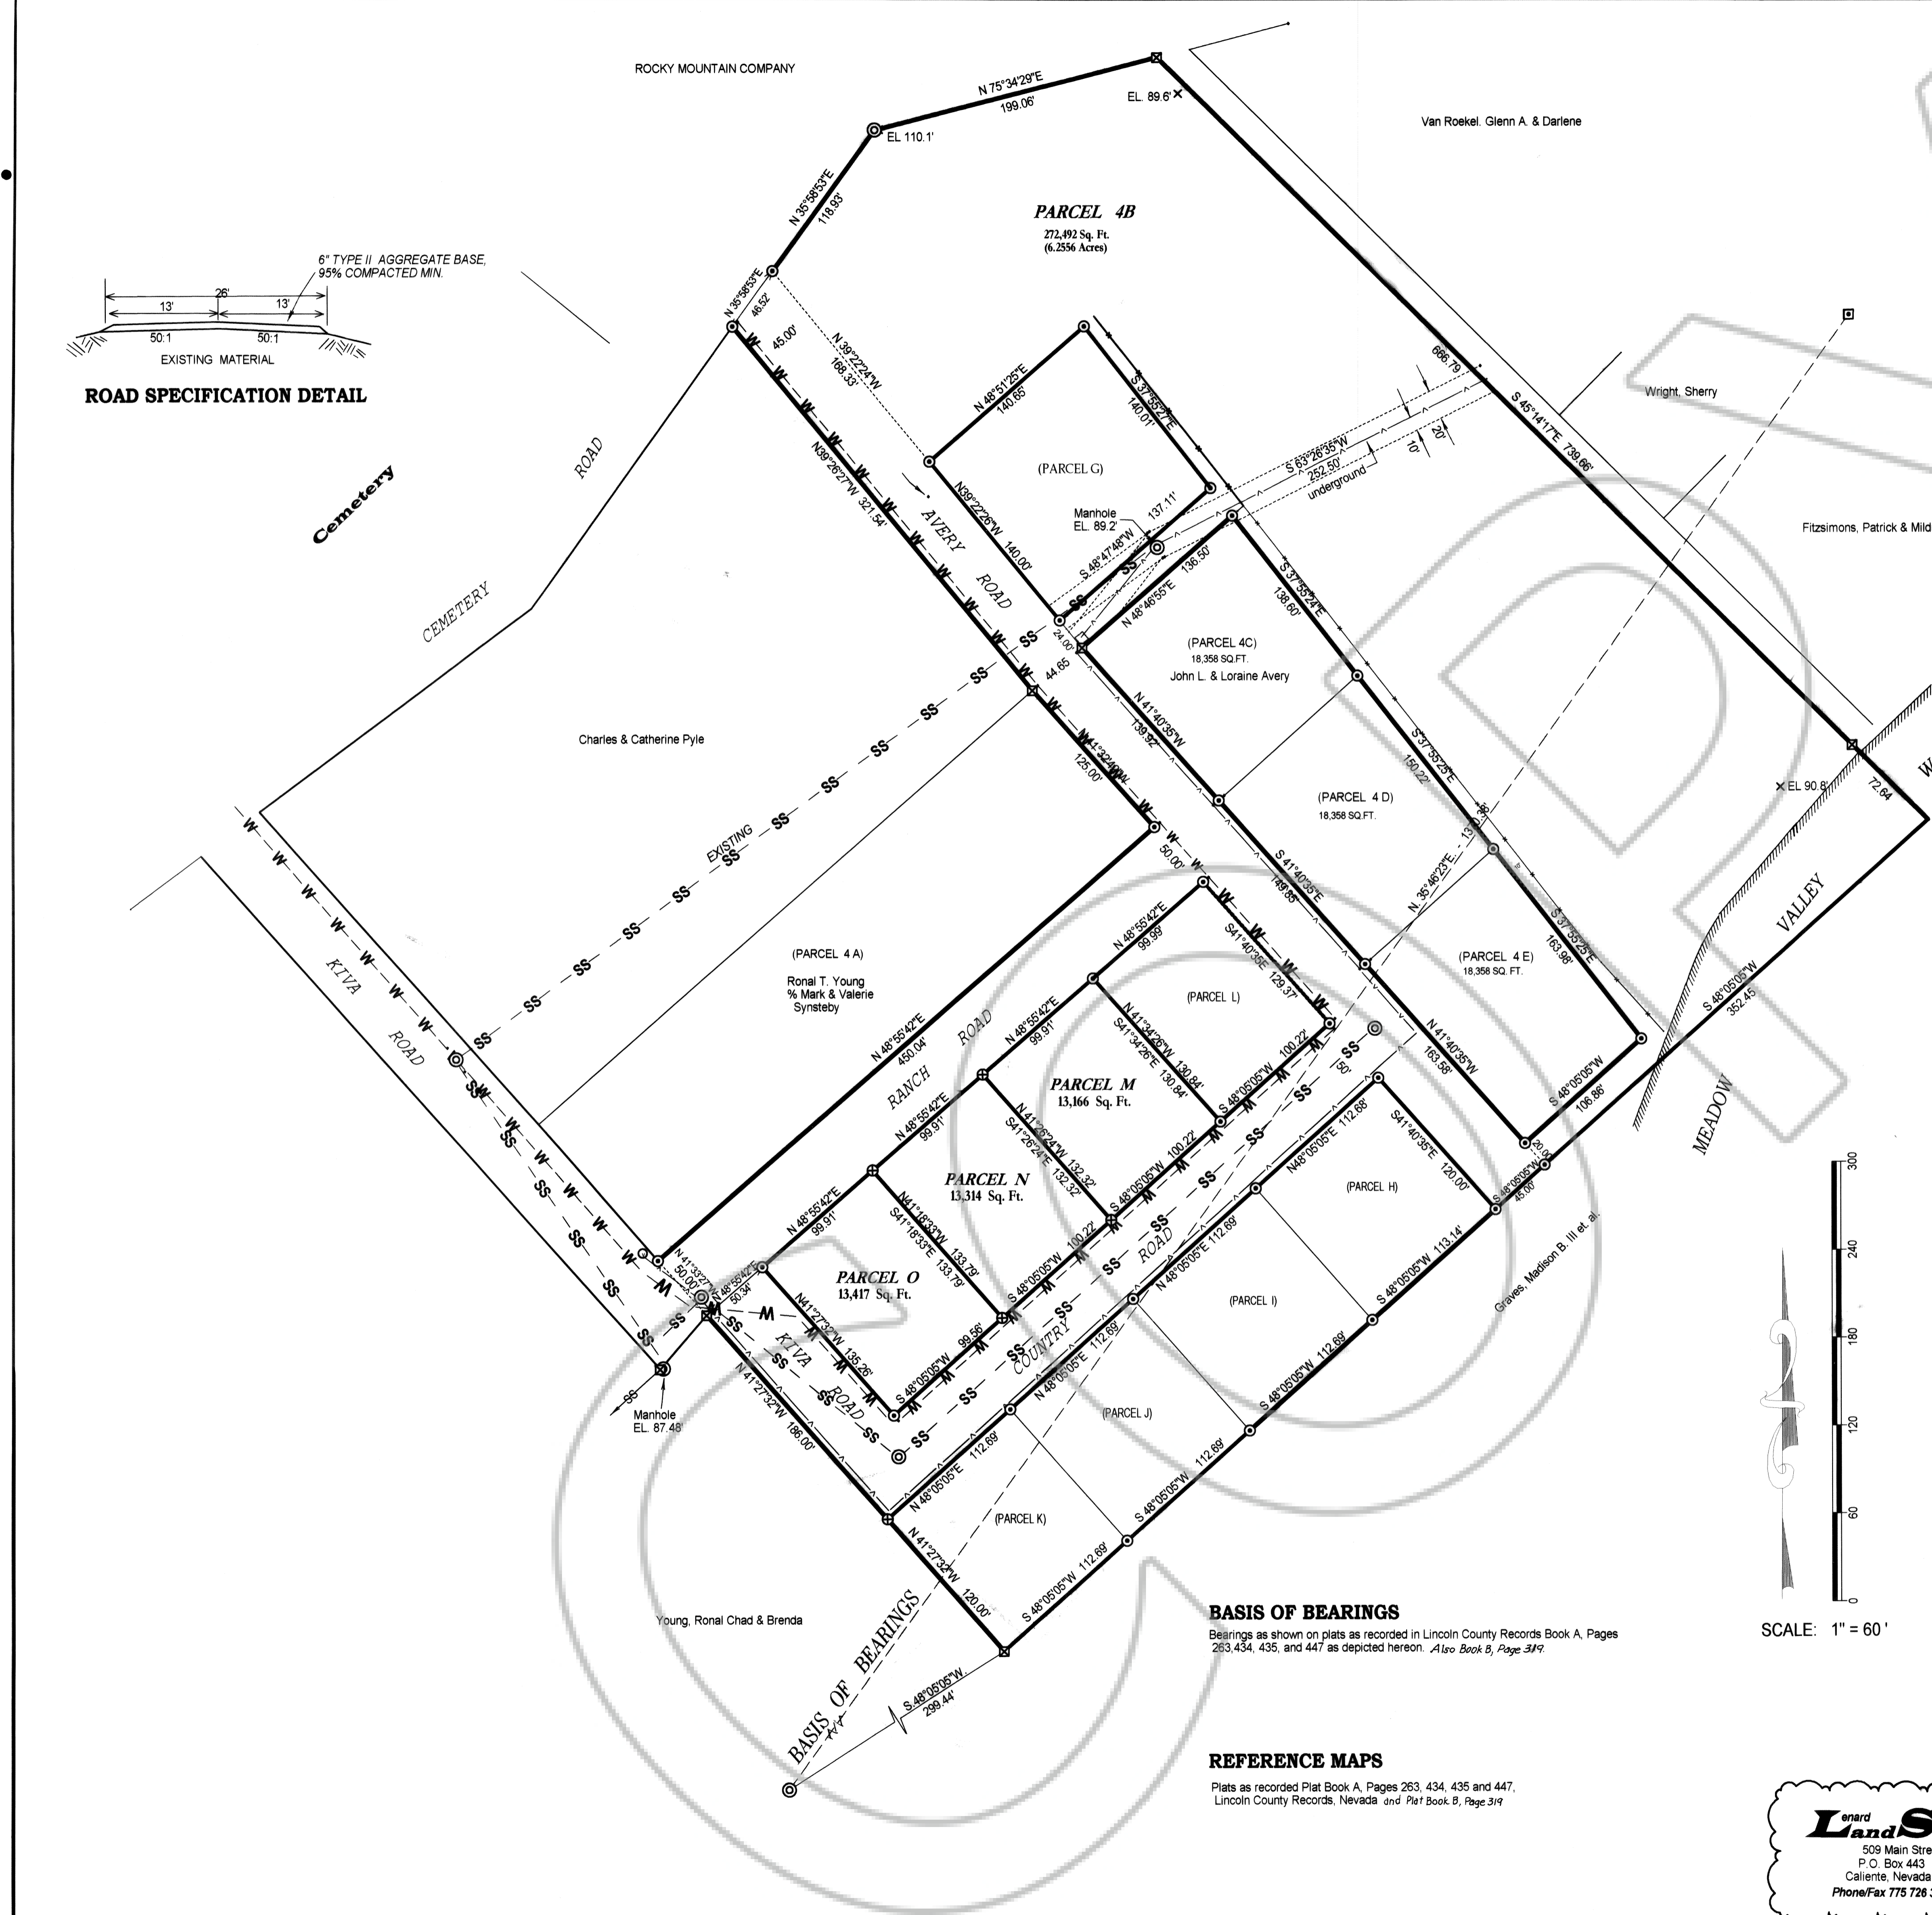 ROCKY MOUNTAIN COMPANY
N 75°34'29"E
199.06'
EL. 89.6'
EL 110.1'
Van Roekel. Glenn A. & Darlene
N 35°58'53"E
118.93'
PARCEL 4B
272,492 Sq. Ft.
(6.2556 Acres)
6" TYPE II AGGREGATE BASE,
95% COMPACTED MIN.
26'
13'
13'
50:1
50:1
EXISTING MATERIAL
ROAD SPECIFICATION DETAIL
N 35°58'53"E
46.52'
45.00'
N 39°22'24"W
168.33'
N 48°51'25"E
140.65'
S 37°55'27"E
140.01'
666.79
S 45°14'17"E 739.66'
Wright, Sherry
Cemetery
ROAD
CEMETERY
N39°26'27"W 321.54'
(PARCEL G)
S 63°26'35"W
252.50'
underground
10'
20'
Manhole
EL. 89.2'
137.11'
Fitzsimons, Patrick & Mild
AVERY
ROAD
N39°22'26"W 140.00'
S 48°47'48"W
136.50'
N 48°46'55"E
S 37°55'24"E
138.60'
24.00'
44.65
(PARCEL 4C)
18,358 SQ.FT.
John L. & Loraine Avery
N 41°40'35"W
139.92'
Charles & Catherine Pyle
125.00'
S 37°55'25"E
150.22'
EL 90.8'
72.64
(PARCEL 4 D)
18,358 SQ.FT.
EXISTING
50.00'
S 41°40'35"E
149.85'
N. 35°46'23"E.
VALLEY
MEADOW
(PARCEL 4 A)
Ronal T. Young
% Mark & Valerie
Synsteby
N 48°55'42"E
99.99'
S41°40'35E 129.37'
(PARCEL 4 E)
18,358 SQ. FT.
S 37°55'25"E
163.98'
S 48°05'05"W
352.45
KIVA
ROAD
N 48°55'42"E
450.04'
RANCH
ROAD
N 48°55'42"E
99.91'
(PARCEL L)
N 41°34'26"W 130.84'
S41°34'26"E 130.84'
S 48°05'05"W 100.22'
50'
N 41°40'35"W
163.58'
S 48°05'05"W
106.86'
20.00'
PARCEL M
13,166 Sq. Ft.
N 48°55'42"E
99.91'
N 41°26'24"W 132.32'
S41°26'24"E 132.32'
S 48°05'05"W 100.22'
N48°05'05"E 112.68'
S41°40'35"E 120.00'
S 48°05'05"W
45.00'
(PARCEL H)
PARCEL N
13,314 Sq. Ft.
N 48°55'42"E
99.91'
N41°18'33"W 133.79'
S41°18'33"E 133.79'
S 48°05'05"W 100.22'
N 48°05'05"E 112.69'
S 48°05'05"W 113.14'
Graves, Madison B. III et. al.
N 41°33'27"
50.00'
N 48°55'42"E
50.34'
PARCEL O
13,417 Sq. Ft.
N41°27'32"W 135.26'
S 48°05'05"W 99.56'
COUNTRY
ROAD
N 48°05'05"E 112.69'
(PARCEL I)
S 48°05'05"W 112.69'
KIVA
ROAD
Manhole
EL. 87.48'
N 41°27'32"W 186.00'
N 48°05'05"E 112.69'
(PARCEL J)
S 48°05'05"W 112.69'
(PARCEL K)
N 41°27'32"W 120.00'
S 48°05'05"W 112.69'
Young, Ronal Chad & Brenda
BASIS OF BEARINGS
S.48°05'05"W.
299.44'
300
240
180
120
60
0
SCALE: 1" = 60 '
BASIS OF BEARINGS
Bearings as shown on plats as recorded in Lincoln County Records Book A, Pages
263,434, 435, and 447 as depicted hereon. Also Book B, Page 319.
REFERENCE MAPS
Plats as recorded Plat Book A, Pages 263, 434, 435 and 447,
Lincoln County Records, Nevada and Plat Book B, Page 319
Lenard
Land S
509 Main Stre
P.O. Box 443
Caliente, Nevada
Phone/Fax 775 726